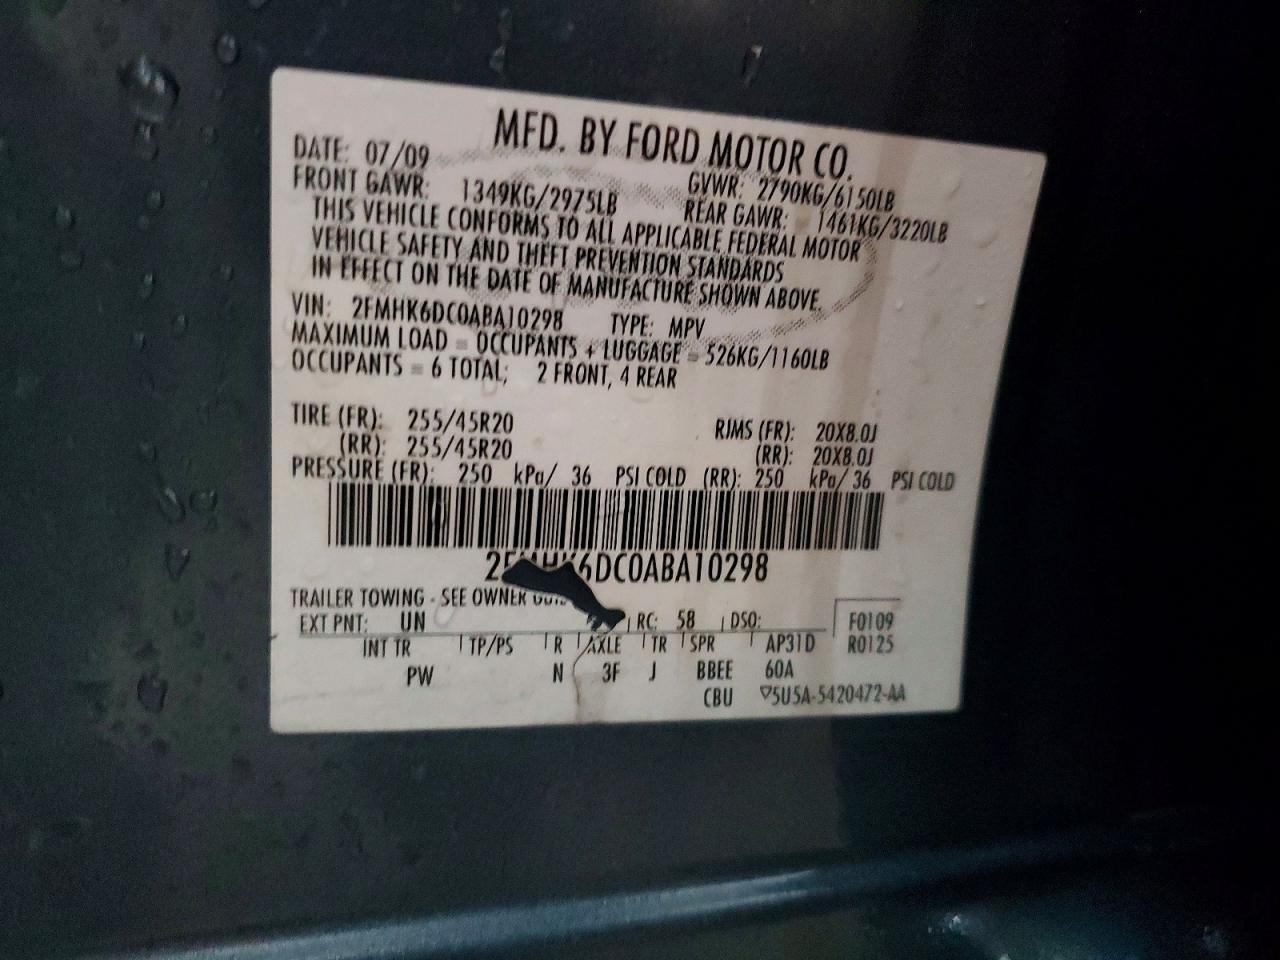 MFD. BY FORD MOTOR CO.
DATE: 07/09 GVWR: 2790KG/6150LB
FRONT GAWR: 1349KG/2975LB REAR GAWR: 1461KG/3220LB
THIS VEHICLE CONFORMS TO ALL APPLICABLE FEDERAL MOTOR
VEHICLE SAFETY AND THEFT PREVENTION STANDARDS
IN EFFECT ON THE DATE OF MANUFACTURE SHOWN ABOVE.
VIN: 2FMHK6DC0ABA10298 TYPE: MPV
MAXIMUM LOAD = OCCUPANTS + LUGGAGE = 526KG/1160LB
OCCUPANTS = 6 TOTAL; 2 FRONT, 4 REAR
TIRE (FR): 255/45R20 RIMS (FR): 20X8.0J
(RR): 255/45R20 (RR): 20X8.0J
PRESSURE (FR): 250 kPa/ 36 PSI COLD (RR): 250 kPa/ 36 PSI COLD
2FMHK6DC0ABA10298
TRAILER TOWING - SEE OWNER
EXT PNT: UN RC: 58 DSO: F0109
INT TR TP/PS R AXLE TR SPR AP31D R0125
PW N 3F J BBEE 60A
CBU 5U5A-5420472-AA